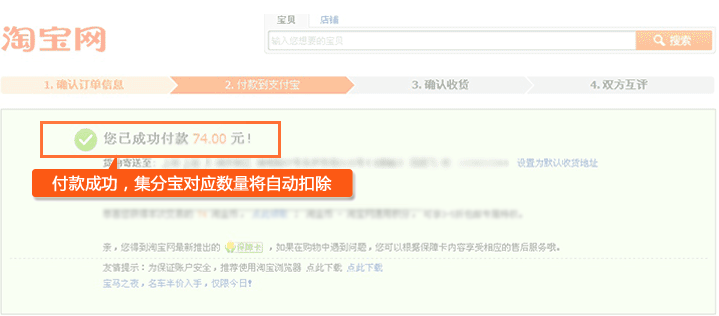 宝贝 店铺
淘宝网
输入您想要的宝贝 搜索
1. 确认订单信息 2. 付款到支付宝 3. 确认收货 4. 双方互评
您已成功付款 74.00 元！
货物寄送至： 设置为默认收货地址
付款成功，集分宝对应数量将自动扣除
亲，您得到淘宝网最新推出的 保障卡 ，如果在购物中遇到问题，您可以根据保障卡内容享受相应的售后服务哦。
友情提示：为保证账户安全，推荐使用淘宝浏览器 点此下载 点此下载
宝马之夜，名车半价入手，仅限今日！